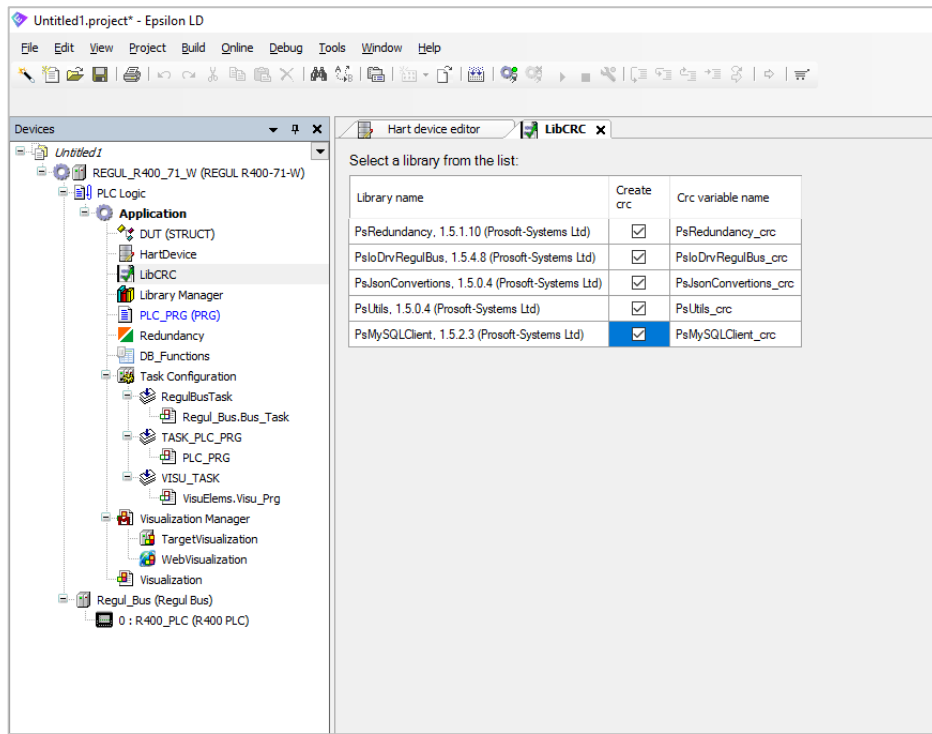 Untitled1.project* - Epsilon LD
File Edit View Project Build Online Debug Tools Window Help
Devices
Untitled1
REGUL_R400_71_W (REGUL R400-71-W)
PLC Logic
Application
DUT (STRUCT)
HartDevice
LibCRC
Library Manager
PLC_PRG (PRG)
Redundancy
DB_Functions
Task Configuration
RegulBusTask
Regul_Bus.Bus_Task
TASK_PLC_PRG
PLC_PRG
VISU_TASK
VisuElems.Visu_Prg
Visualization Manager
TargetVisualization
WebVisualization
Visualization
Regul_Bus (Regul Bus)
0 : R400_PLC (R400 PLC)
Hart device editor LibCRC
Select a library from the list:
Library name Create crc Crc variable name
PsRedundancy, 1.5.1.10 (Prosoft-Systems Ltd) PsRedundancy_crc
PsIoDrvRegulBus, 1.5.4.8 (Prosoft-Systems Ltd) PsIoDrvRegulBus_crc
PsJsonConvertions, 1.5.0.4 (Prosoft-Systems Ltd) PsJsonConvertions_crc
PsUtils, 1.5.0.4 (Prosoft-Systems Ltd) PsUtils_crc
PsMySQLClient, 1.5.2.3 (Prosoft-Systems Ltd) PsMySQLClient_crc